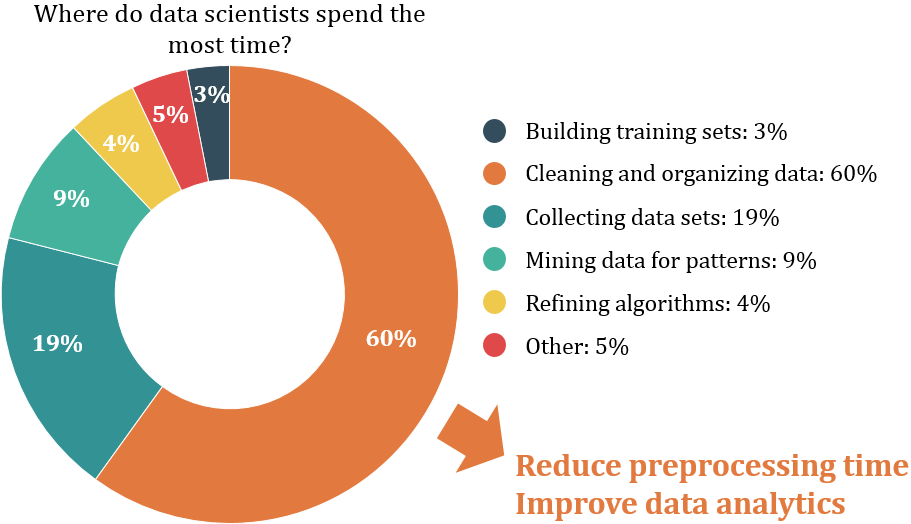 Where do data scientists spend the
most time?
3%
5%
4%
9%
19%
60%
Building training sets: 3%
Cleaning and organizing data: 60%
Collecting data sets: 19%
Mining data for patterns: 9%
Refining algorithms: 4%
Other: 5%
Reduce preprocessing time
Improve data analytics